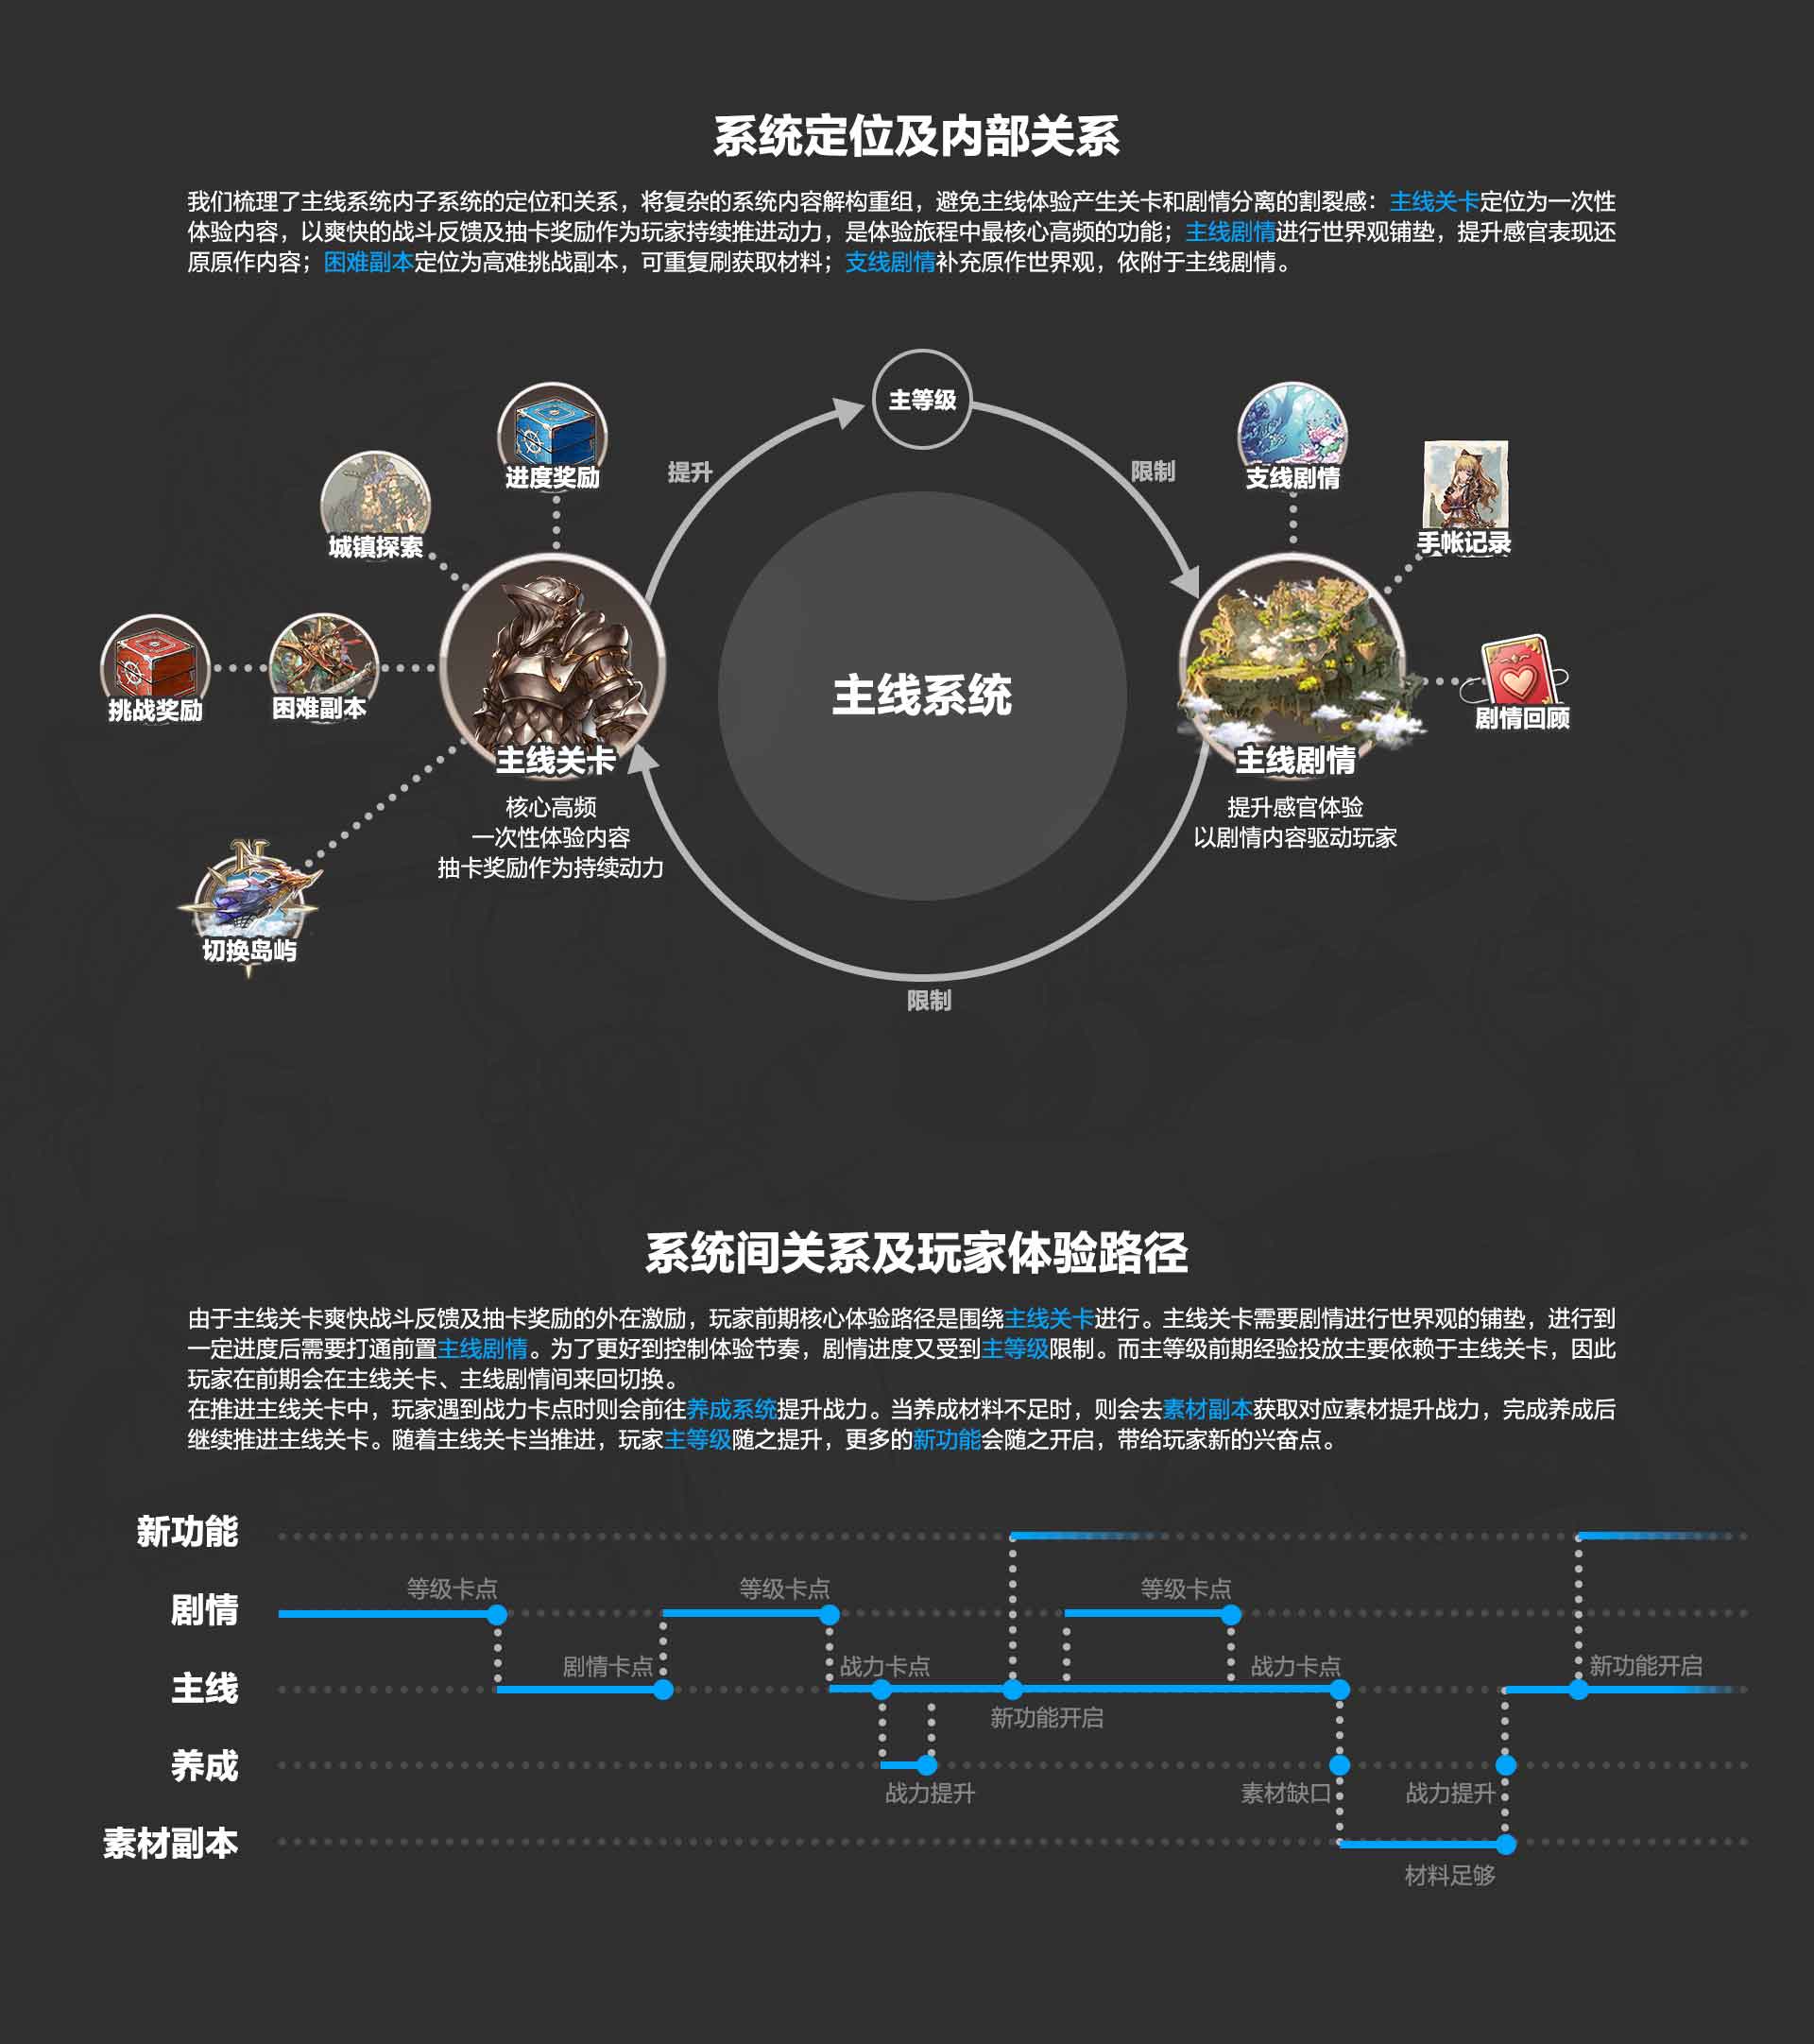 系统定位及内部关系
我们梳理了主线系统内子系统的定位和关系，将复杂的系统内容解构重组，避免主线体验产生关卡和剧情分离的割裂感：主线关卡定位为一次性
体验内容，以爽快的战斗反馈及抽卡奖励作为玩家持续推进动力，是体验旅程中最核心高频的功能；主线剧情进行世界观铺垫，提升感官表现还
原原作内容；困难副本定位为高难挑战副本，可重复刷获取材料；支线剧情补充原作世界观，依附于主线剧情。
主等级
提升
限制
进度奖励
支线剧情
城镇探索
手帐记录
挑战奖励
困难副本
主线系统
剧情回顾
主线关卡
主线剧情
核心高频
一次性体验内容
抽卡奖励作为持续动力
提升感官体验
以剧情内容驱动玩家
N
切换岛屿
限制
系统间关系及玩家体验路径
由于主线关卡爽快战斗反馈及抽卡奖励的外在激励，玩家前期核心体验路径是围绕主线关卡进行。主线关卡需要剧情进行世界观的铺垫，进行到
一定进度后需要打通前置主线剧情。为了更好到控制体验节奏，剧情进度又受到主等级限制。而主等级前期经验投放主要依赖于主线关卡，因此
玩家在前期会在主线关卡、主线剧情间来回切换。
在推进主线关卡中，玩家遇到战力卡点时则会前往养成系统提升战力。当养成材料不足时，则会去素材副本获取对应素材提升战力，完成养成后
继续推进主线关卡。随着主线关卡当推进，玩家主等级随之提升，更多的新功能会随之开启，带给玩家新的兴奋点。
新功能
等级卡点
等级卡点
等级卡点
剧情
剧情卡点
战力卡点
战力卡点
新功能开启
主线
新功能开启
养成
战力提升
素材缺口
战力提升
素材副本
材料足够